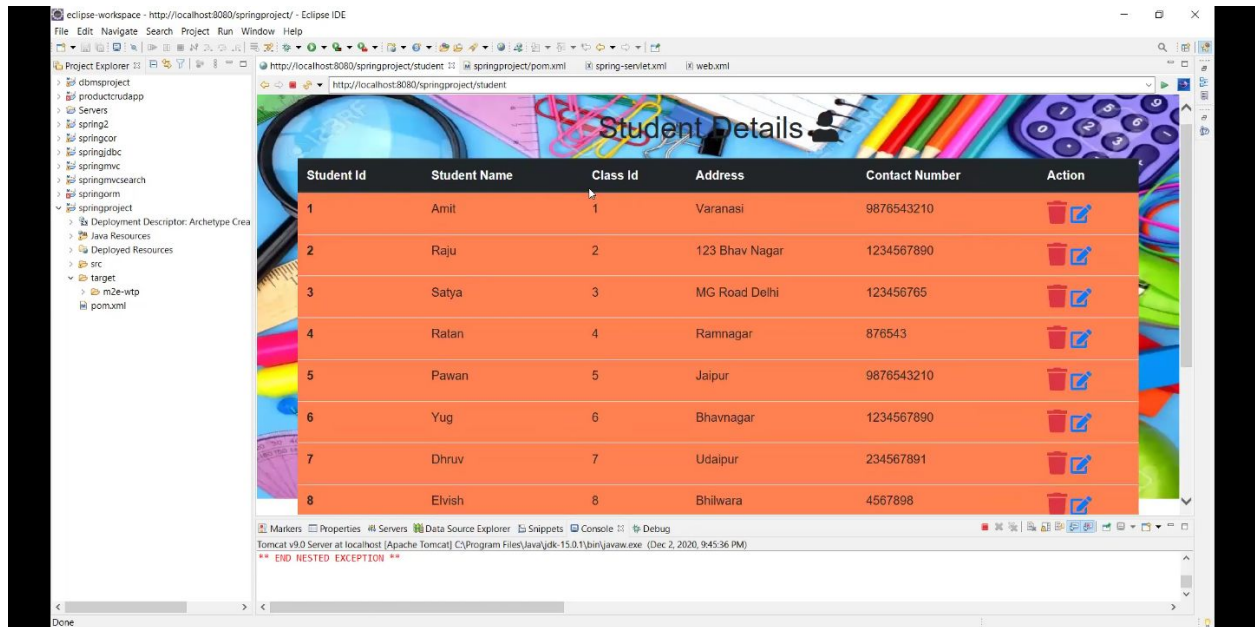 eclipse-workspace - http://localhost:8080/springproject/ - Eclipse IDE
File Edit Navigate Search Project Run Window Help
Project Explorer
http://localhost:8080/springproject/student
springproject/pom.xml
spring-servlet.xml
web.xml
http://localhost:8080/springproject/student
dbmsproject
productcrudapp
Servers
spring2
springcor
springjdbc
springmvc
springmvcsearch
springorm
springproject
Deployment Descriptor: Archetype Crea
Java Resources
Deployed Resources
src
target
m2e-wtp
pom.xml
Student Details
Student Id Student Name Class Id Address Contact Number Action
1 Amit 1 Varanasi 9876543210
2 Raju 2 123 Bhav Nagar 1234567890
3 Satya 3 MG Road Delhi 123456765
4 Ratan 4 Ramnagar 876543
5 Pawan 5 Jaipur 9876543210
6 Yug 6 Bhavnagar 1234567890
7 Dhruv 7 Udaipur 234567891
8 Elvish 8 Bhilwara 4567898
Markers Properties Servers Data Source Explorer Snippets Console Debug
Tomcat v9.0 Server at localhost [Apache Tomcat] C:\Program Files\Java\jdk-15.0.1\bin\javaw.exe (Dec 2, 2020, 9:45:36 PM)
** END NESTED EXCEPTION **
Done